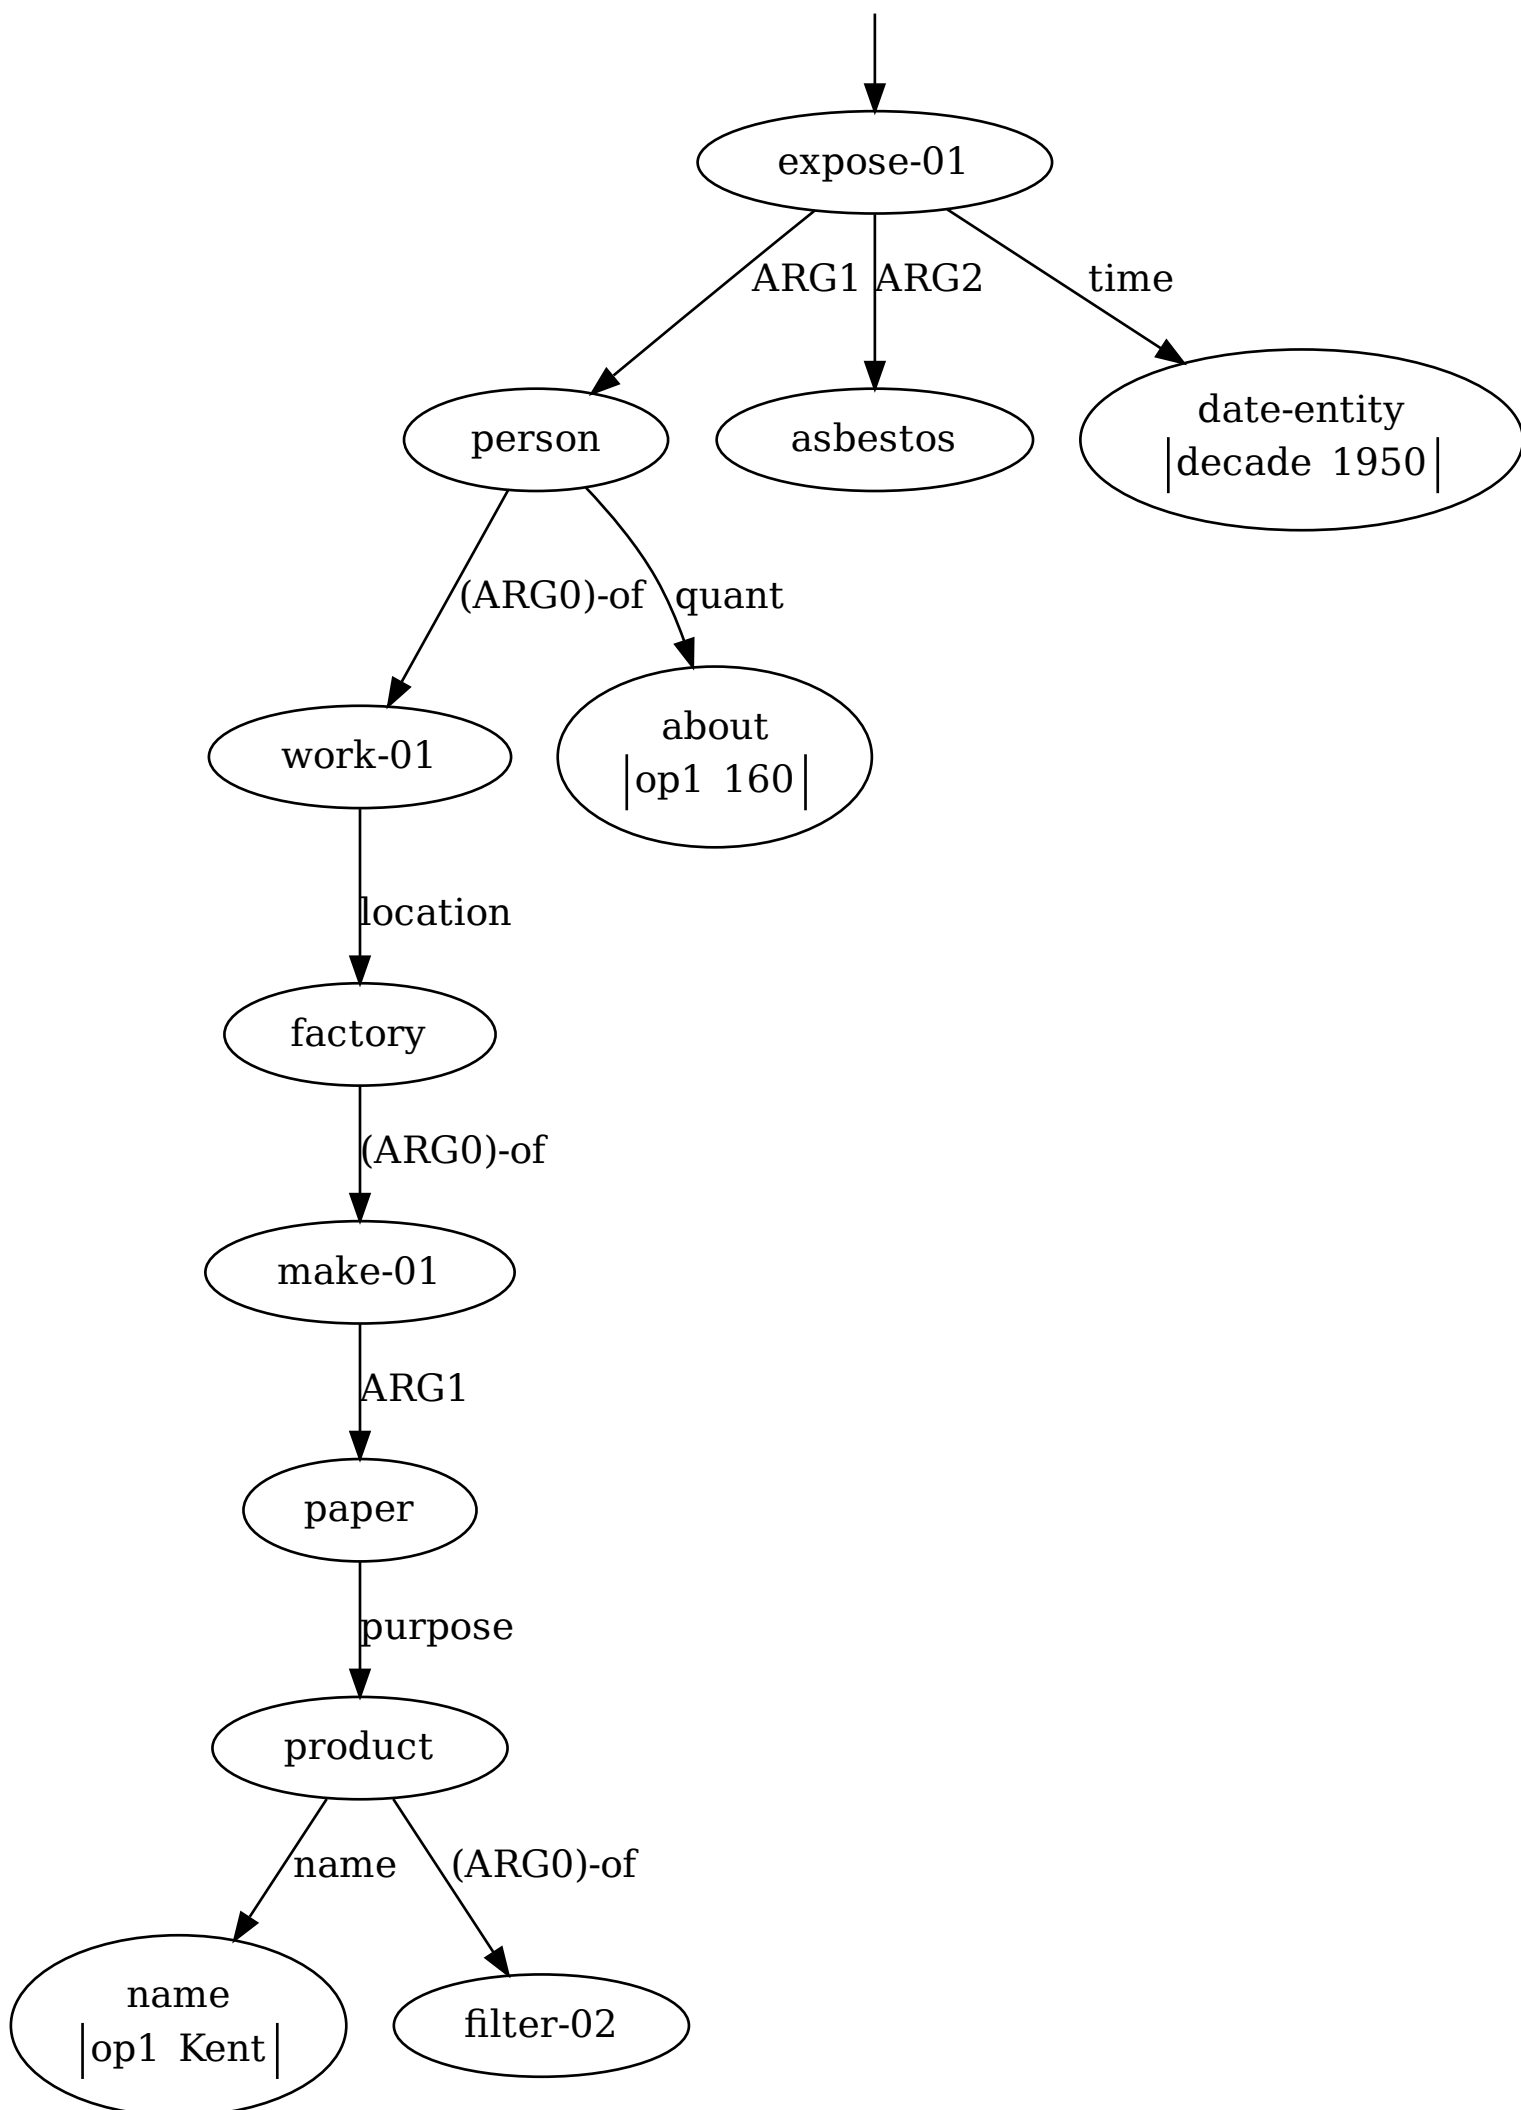 expose-01
ARG1
ARG2
time
person
asbestos
date-entity
|decade 1950|
(ARG0)-of
quant
work-01
about
|op1 160|
location
factory
(ARG0)-of
make-01
ARG1
paper
purpose
product
name
(ARG0)-of
name
|op1 Kent|
filter-02